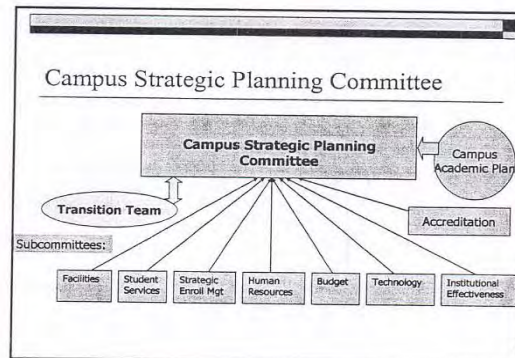 Campus Strategic Planning Committee
Campus Strategic Planning
Committee
Campus
Academic Plan
Transition Team
Accreditation
Subcommittees:
Facilities
Student
Services
Strategic
Enroll Mgt
Human
Resources
Budget
Technology
Institutional
Effectiveness